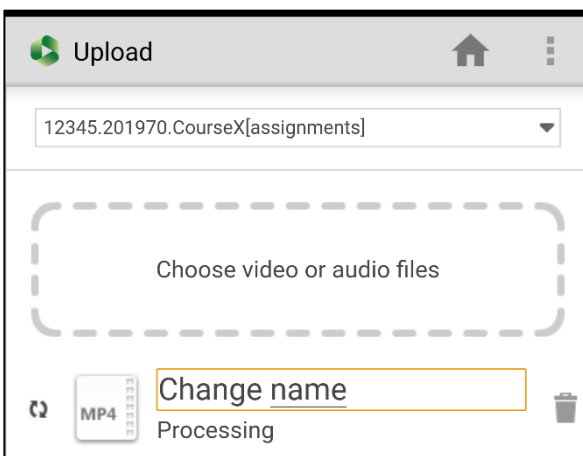 Upload
12345.201970.CourseX[assignments]
Choose video or audio files
MP4
Change name
Processing